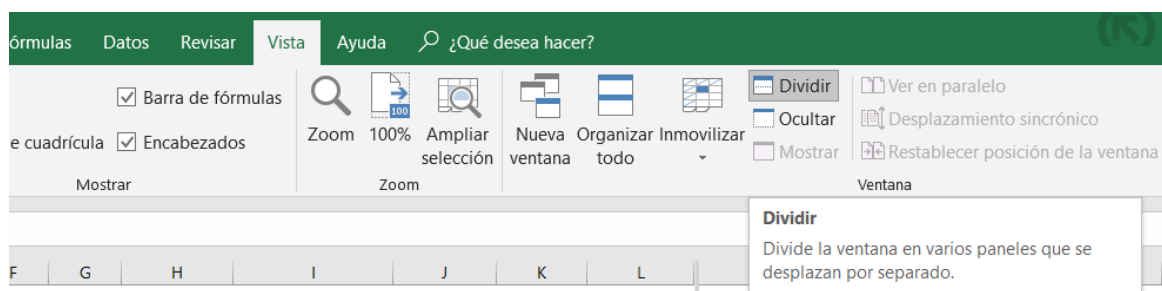 órmulas Datos Revisar Vista Ayuda ¿Qué desea hacer?
Barra de fórmulas
e cuadrícula Encabezados
Mostrar
100
Zoom 100% Ampliar selección
Zoom
Nueva ventana Organizar todo Inmovilizar
Dividir
Ocultar
Mostrar
Ver en paralelo
Desplazamiento sincrónico
Restablecer posición de la ventana
Ventana
Dividir
Divide la ventana en varios paneles que se
desplazan por separado.
F G H I J K L